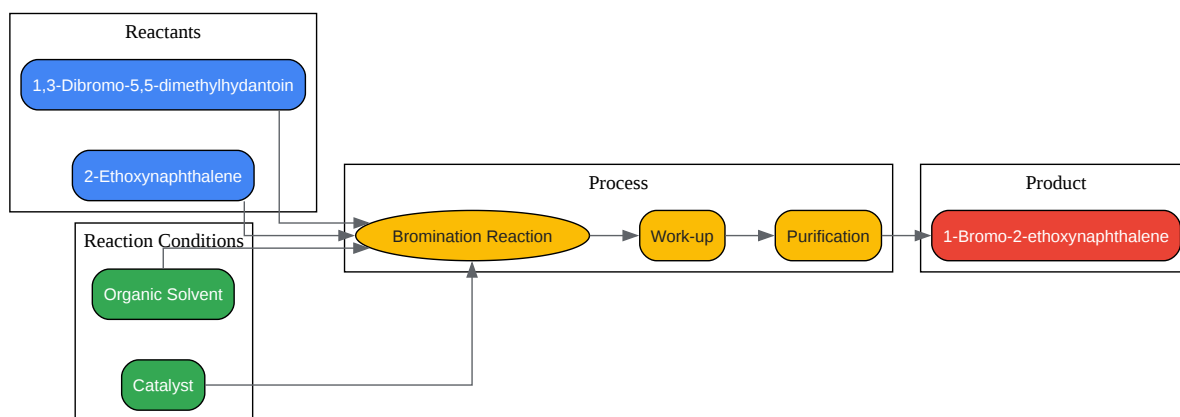 Reactants
1,3-Dibromo-5,5-dimethylhydantoin
2-Ethoxynaphthalene
Reaction Conditions
Organic Solvent
Catalyst
Process
Bromination Reaction
Work-up
Purification
Product
1-Bromo-2-ethoxynaphthalene